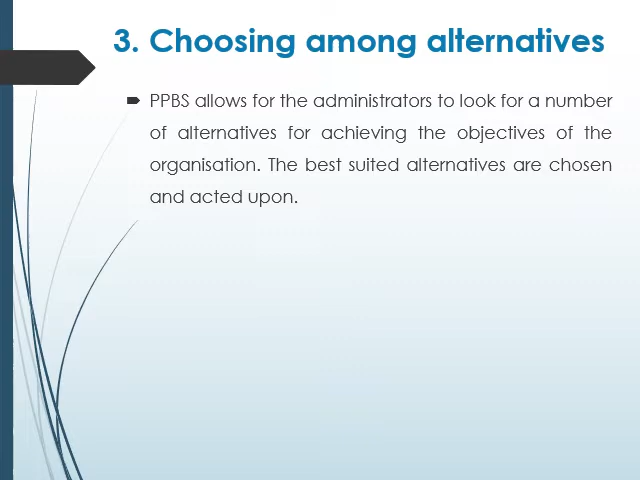 3. Choosing among alternatives
PPBS allows for the administrators to look for a number
of alternatives for achieving the objectives of the
organisation. The best suited alternatives are chosen
and acted upon.